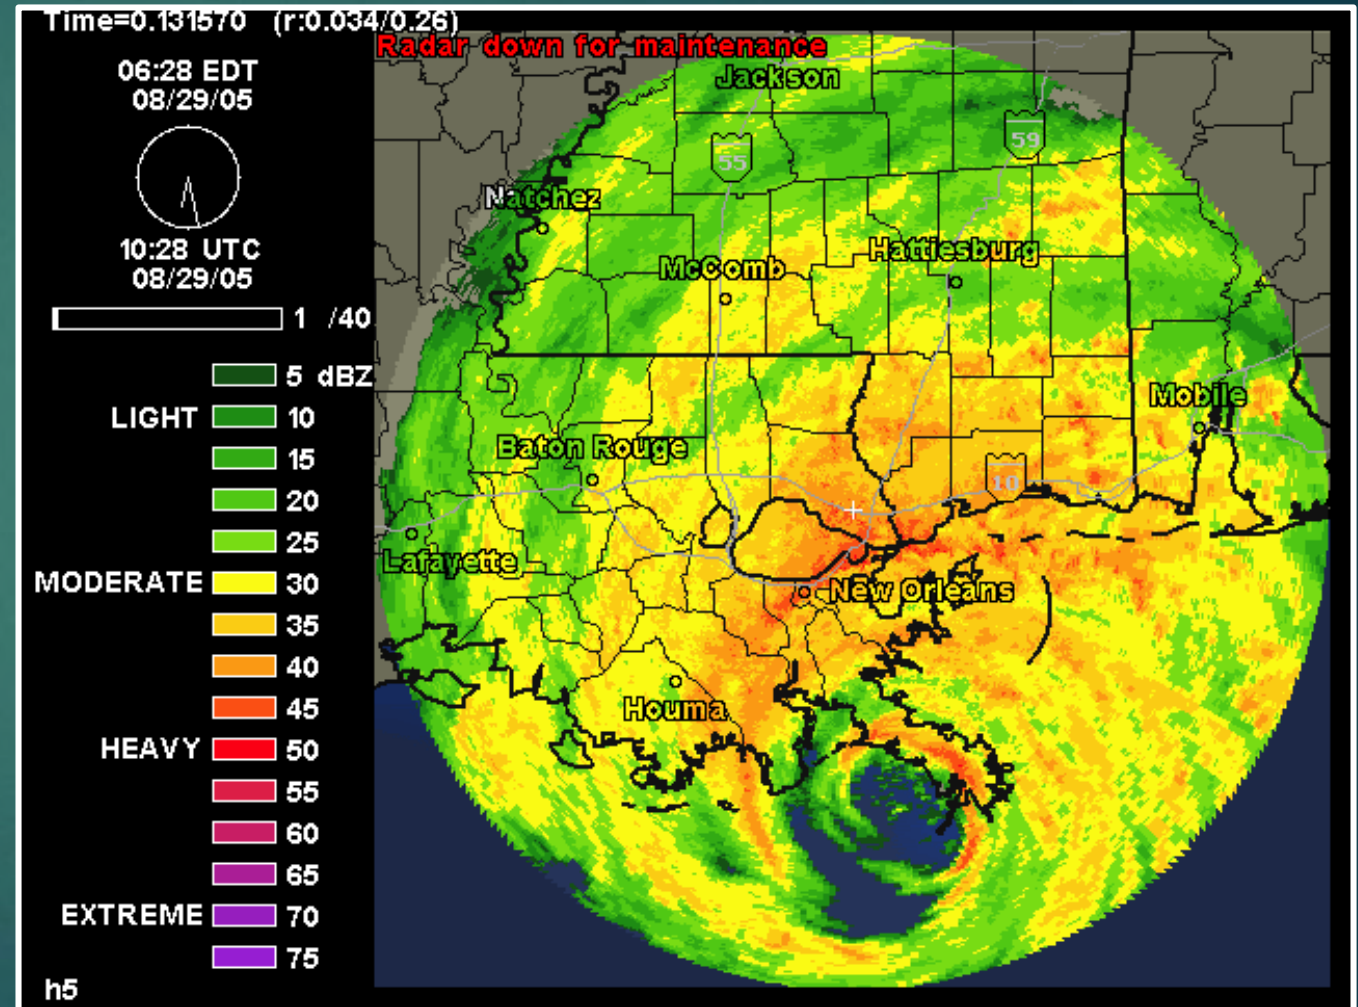 Time=0.131570 (r:0.034/0.26)
Radar down for maintenance
06:28 EDT
08/29/05
10:28 UTC
08/29/05
1 /40
5 dBZ
LIGHT 10
15
20
25
MODERATE 30
35
40
45
HEAVY 50
55
60
65
EXTREME 70
75
h5
Jackson
59
55
Natchez
Hattiesburg
McComb
Mobile
Baton Rouge
10
Lafayette
New Orleans
Houma